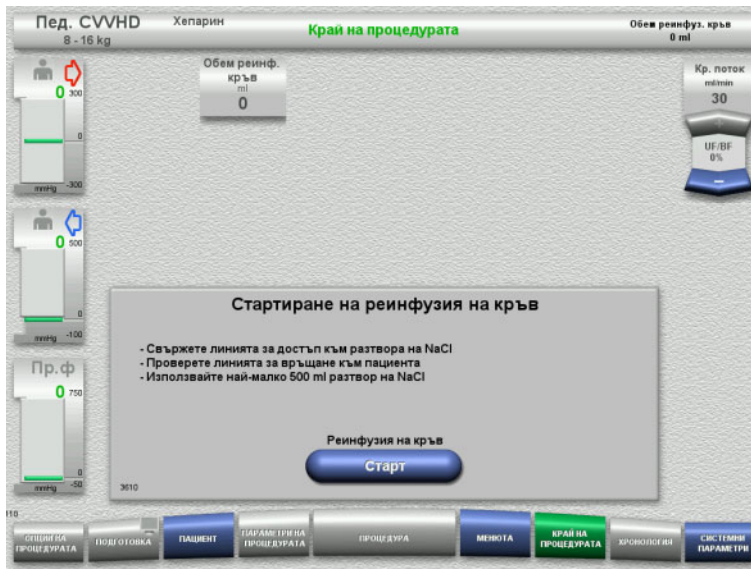 Пед. CVVHD
8 - 16 kg
Хепарин
Край на процедурата
Обем реинфуз. кръв
0 ml
0
300
0
-300
mmHg
Обем реинф.
кръв
ml
0
Кр. поток
ml/min
30
+
UF/BF
0%
−
0
500
0
-100
mmHg
Пр.ф
0
750
0
-50
mmHg
Стартиране на реинфузия на кръв
- Свържете линията за достъп към разтвора на NaCl
- Проверете линията за връщане към пациента
- Използвайте най-малко 500 ml разтвор на NaCl
Реинфузия на кръв
Старт
3610
ОПЦИИ НА
ПРОЦЕДУРАТА
ПОДГОТОВКА
ПАЦИЕНТ
ПАРАМЕТРИ НА
ПРОЦЕДУРАТА
ПРОЦЕДУРА
МЕНЮТА
КРАЙ НА
ПРОЦЕДУРАТА
ХРОНОЛОГИЯ
СИСТЕМНИ
ПАРАМЕТРИ